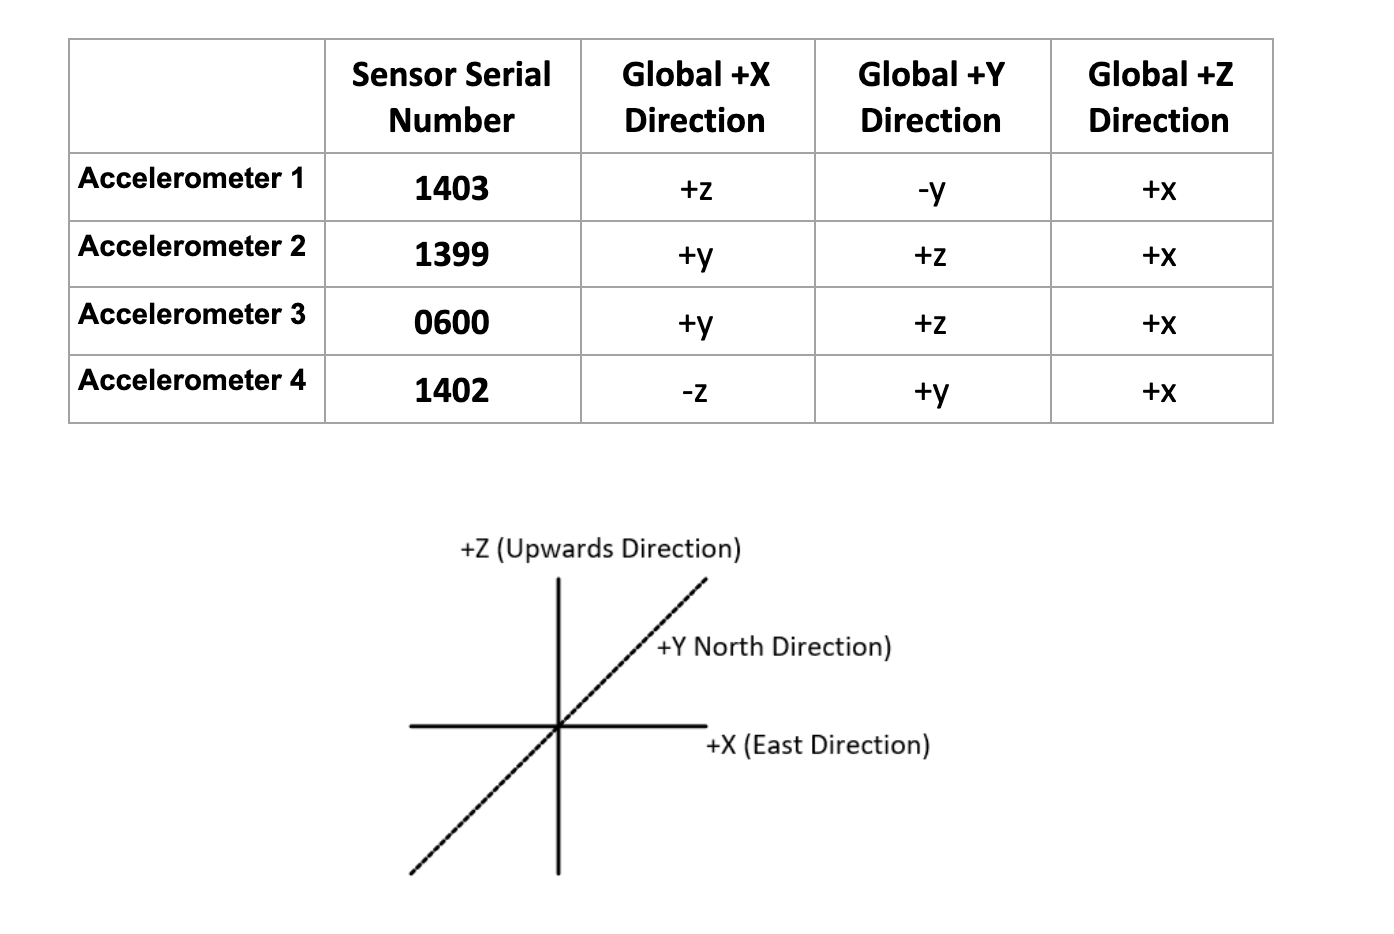 Sensor Serial Number Global +X Direction Global +Y Direction Global +Z Direction
Accelerometer 1 1403 +z -y +x
Accelerometer 2 1399 +y +z +x
Accelerometer 3 0600 +y +z +x
Accelerometer 4 1402 -z +y +x
+Z (Upwards Direction)
+Y North Direction)
+X (East Direction)